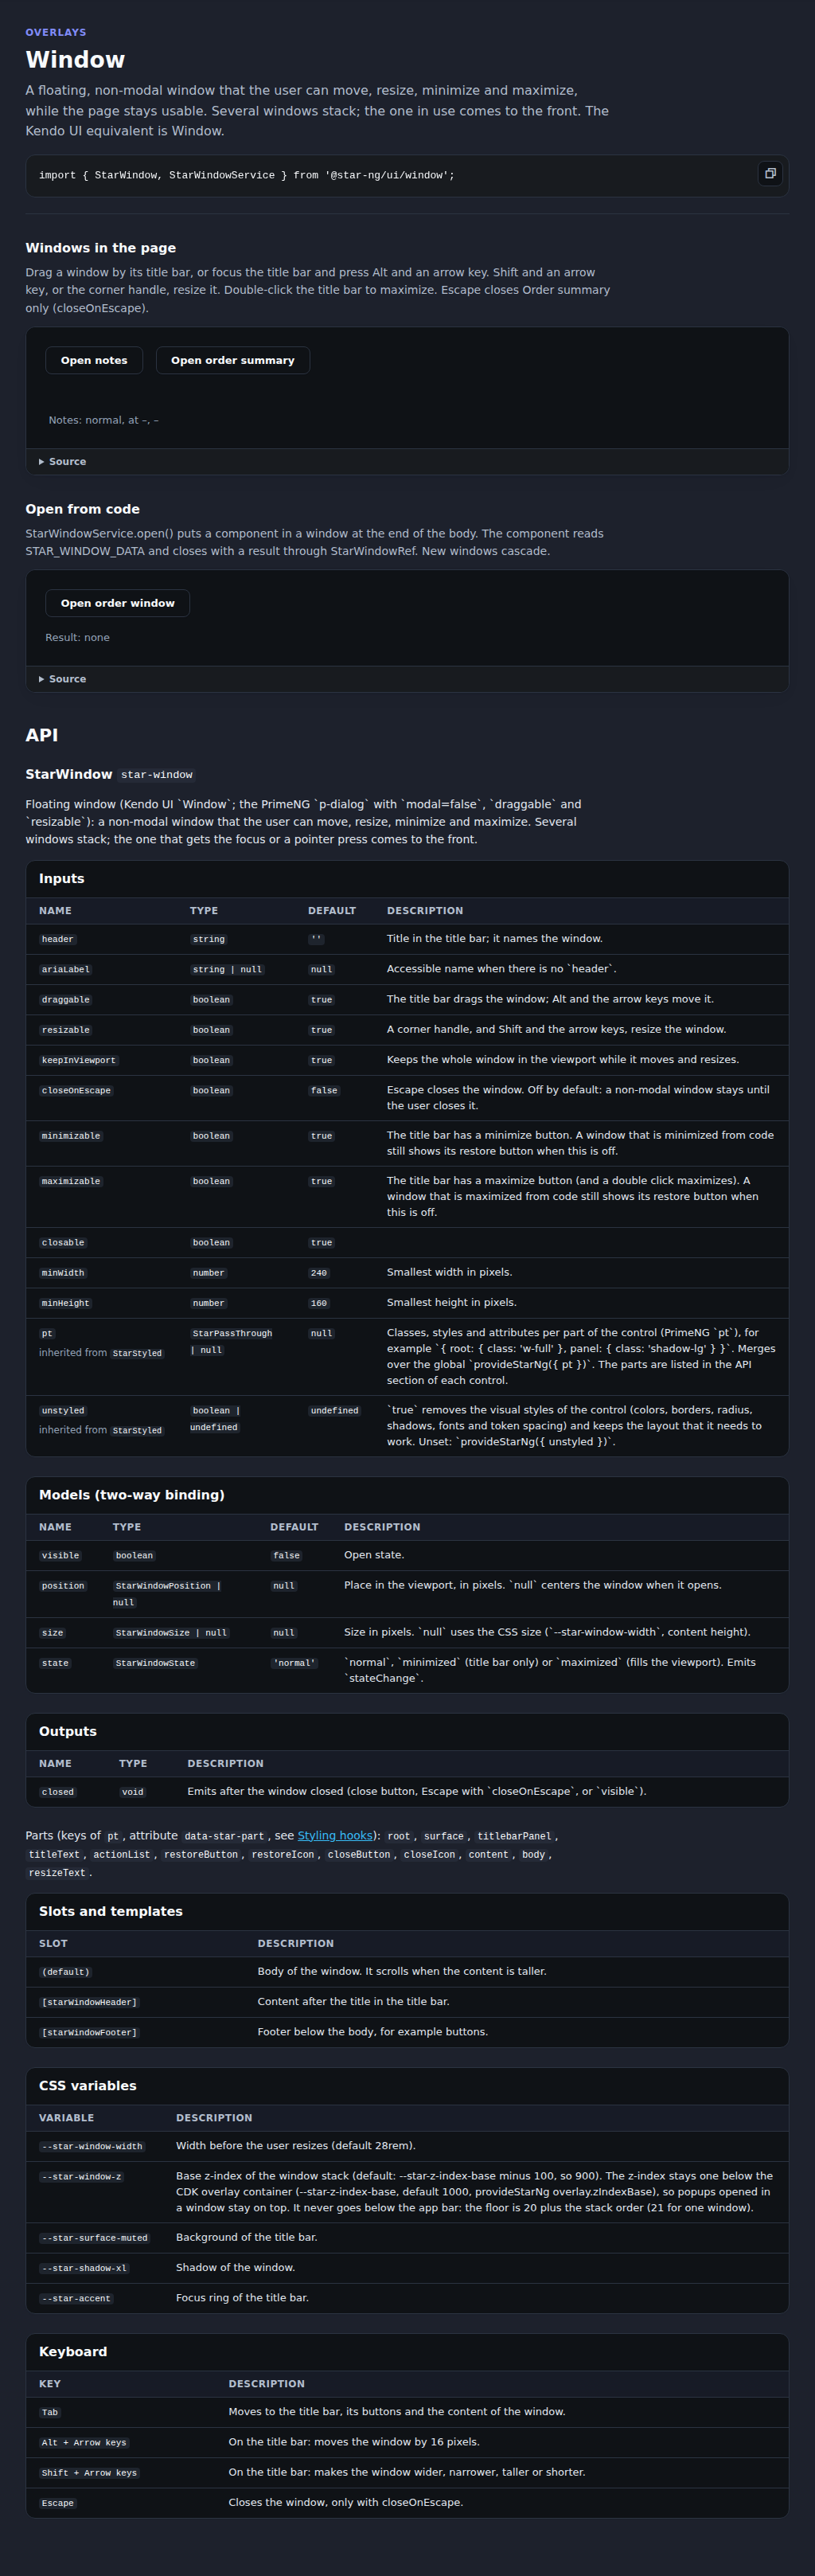 OVERLAYS
Window
A floating, non-modal window that the user can move, resize, minimize and maximize,
while the page stays usable. Several windows stack; the one in use comes to the front. The
Kendo UI equivalent is Window.
import { StarWindow, StarWindowService } from '@star-ng/ui/window';
Windows in the page
Drag a window by its title bar, or focus the title bar and press Alt and an arrow key. Shift and an arrow
key, or the corner handle, resize it. Double-click the title bar to maximize. Escape closes Order summary
only (closeOnEscape).
Open notes Open order summary
Notes: normal, at –, –
Source
Open from code
StarWindowService.open() puts a component in a window at the end of the body. The component reads
STAR_WINDOW_DATA and closes with a result through StarWindowRef. New windows cascade.
Open order window
Result: none
Source
API
StarWindow star-window
Floating window (Kendo UI `Window`; the PrimeNG `p-dialog` with `modal=false`, `draggable` and
`resizable`): a non-modal window that the user can move, resize, minimize and maximize. Several
windows stack; the one that gets the focus or a pointer press comes to the front.
Inputs
NAME TYPE DEFAULT DESCRIPTION
header string '' Title in the title bar; it names the window.
ariaLabel string | null null Accessible name when there is no `header`.
draggable boolean true The title bar drags the window; Alt and the arrow keys move it.
resizable boolean true A corner handle, and Shift and the arrow keys, resize the window.
keepInViewport boolean true Keeps the whole window in the viewport while it moves and resizes.
closeOnEscape boolean false Escape closes the window. Off by default: a non-modal window stays until
the user closes it.
minimizable boolean true The title bar has a minimize button. A window that is minimized from code
still shows its restore button when this is off.
maximizable boolean true The title bar has a maximize button (and a double click maximizes). A
window that is maximized from code still shows its restore button when
this is off.
closable boolean true
minWidth number 240 Smallest width in pixels.
minHeight number 160 Smallest height in pixels.
pt StarPassThrough null Classes, styles and attributes per part of the control (PrimeNG `pt`), for
inherited from StarStyled | null example `{ root: { class: 'w-full' }, panel: { class: 'shadow-lg' } }`. Merges
over the global `provideStarNg({ pt })`. The parts are listed in the API
section of each control.
unstyled boolean | undefined `true` removes the visual styles of the control (colors, borders, radius,
inherited from StarStyled undefined shadows, fonts and token spacing) and keeps the layout that it needs to
work. Unset: `provideStarNg({ unstyled })`.
Models (two-way binding)
NAME TYPE DEFAULT DESCRIPTION
visible boolean false Open state.
position StarWindowPosition | null Place in the viewport, in pixels. `null` centers the window when it opens.
null
size StarWindowSize | null null Size in pixels. `null` uses the CSS size (`--star-window-width`, content height).
state StarWindowState 'normal' `normal`, `minimized` (title bar only) or `maximized` (fills the viewport). Emits
`stateChange`.
Outputs
NAME TYPE DESCRIPTION
closed void Emits after the window closed (close button, Escape with `closeOnEscape`, or `visible`).
Parts (keys of pt, attribute data-star-part, see Styling hooks): root, surface, titlebarPanel,
titleText, actionList, restoreButton, restoreIcon, closeButton, closeIcon, content, body,
resizeText.
Slots and templates
SLOT DESCRIPTION
(default) Body of the window. It scrolls when the content is taller.
[starWindowHeader] Content after the title in the title bar.
[starWindowFooter] Footer below the body, for example buttons.
CSS variables
VARIABLE DESCRIPTION
--star-window-width Width before the user resizes (default 28rem).
--star-window-z Base z-index of the window stack (default: --star-z-index-base minus 100, so 900). The z-index stays one below the
CDK overlay container (--star-z-index-base, default 1000, provideStarNg overlay.zIndexBase), so popups opened in
a window stay on top. It never goes below the app bar: the floor is 20 plus the stack order (21 for one window).
--star-surface-muted Background of the title bar.
--star-shadow-xl Shadow of the window.
--star-accent Focus ring of the title bar.
Keyboard
KEY DESCRIPTION
Tab Moves to the title bar, its buttons and the content of the window.
Alt + Arrow keys On the title bar: moves the window by 16 pixels.
Shift + Arrow keys On the title bar: makes the window wider, narrower, taller or shorter.
Escape Closes the window, only with closeOnEscape.